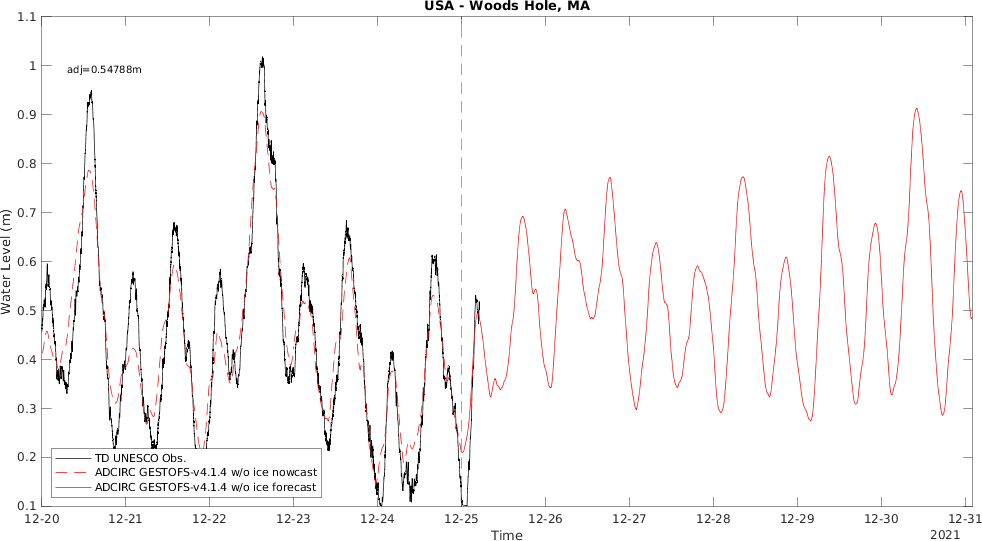 USA - Woods Hole, MA
adj=0.54788m
Water Level (m)
1.1
1
0.9
0.8
0.7
0.6
0.5
0.4
0.3
0.2
0.1
TD UNESCO Obs.
ADCIRC GESTOFS-v4.1.4 w/o ice nowcast
ADCIRC GESTOFS-v4.1.4 w/o ice forecast
12-20 12-21 12-22 12-23 12-24 12-25 12-26 12-27 12-28 12-29 12-30 12-31
Time
2021